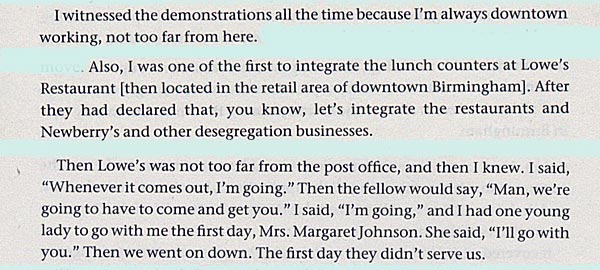 I witnessed the demonstrations all the time because I'm always downtown
working, not too far from here.
move. Also, I was one of the first to integrate the lunch counters at Lowe's
Restaurant [then located in the retail area of downtown Birmingham]. After
they had declared that, you know, let's integrate the restaurants and
Newberry's and other desegregation businesses.
Then Lowe's was not too far from the post office, and then I knew. I said,
"Whenever it comes out, I'm going." Then the fellow would say, "Man, we're
going to have to come and get you." I said, "I'm going," and I had one young
lady to go with me the first day, Mrs. Margaret Johnson. She said, "I'll go with
you." Then we went on down. The first day they didn't serve us.